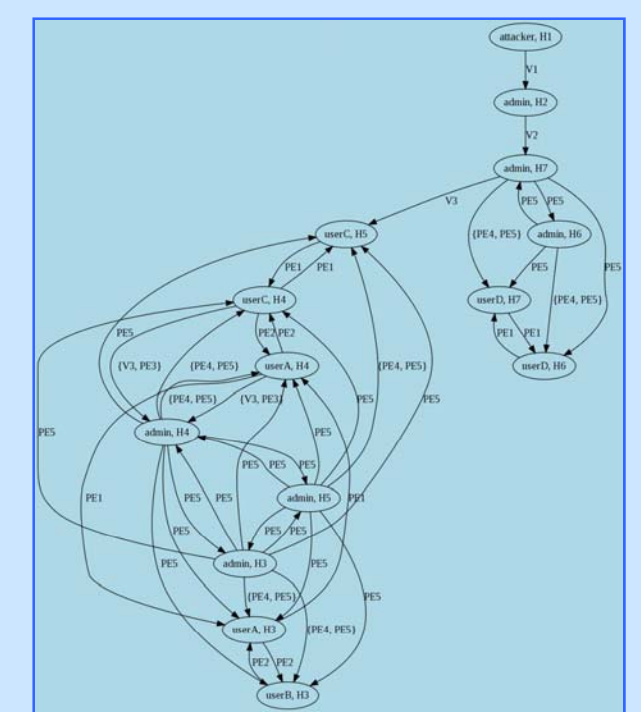 attacker, H1
V1
admin, H2
V2
admin, H7
V3
PE5
PE5
{PE4, PE5}
admin, H6
userC, H5
PE5
PE5
PE1
PE1
{PE4, PE5}
userC, H4
userD, H7
PE5
PE2
PE2
PE1
PE1
{V3, PE3}
{PE4, PE5}
userA, H4
userD, H6
{PE4, PE5}
{V3, PE3}
PE5
PE5
admin, H4
PE5
PE5
PE5
PE5
PE1
PE5
PE5
admin, H5
PE1
PE5
PE5
PE5
PE5
admin, H3
PE5
PE5
{PE4, PE5}
PE5
userA, H3
{PE4, PE5}
PE2
PE2
userB, H3